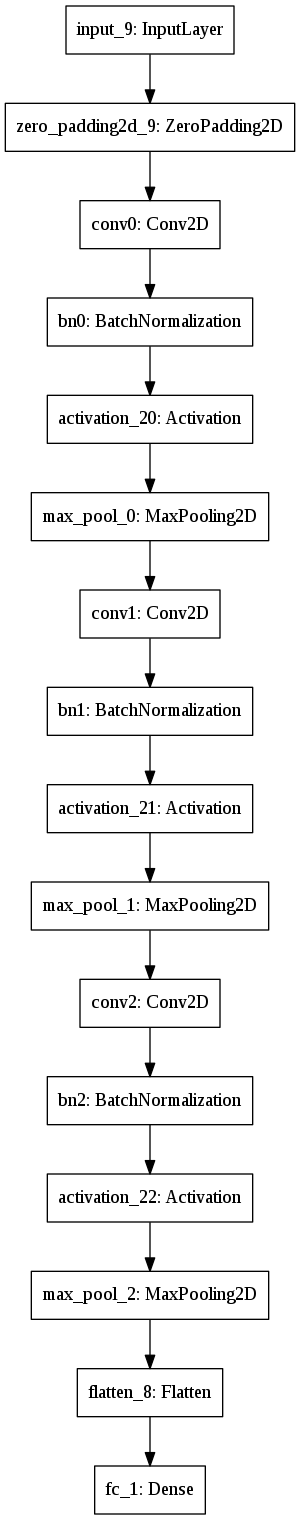 input_9: InputLayer
zero_padding2d_9: ZeroPadding2D
conv0: Conv2D
bn0: BatchNormalization
activation_20: Activation
max_pool_0: MaxPooling2D
conv1: Conv2D
bn1: BatchNormalization
activation_21: Activation
max_pool_1: MaxPooling2D
conv2: Conv2D
bn2: BatchNormalization
activation_22: Activation
max_pool_2: MaxPooling2D
flatten_8: Flatten
fc_1: Dense